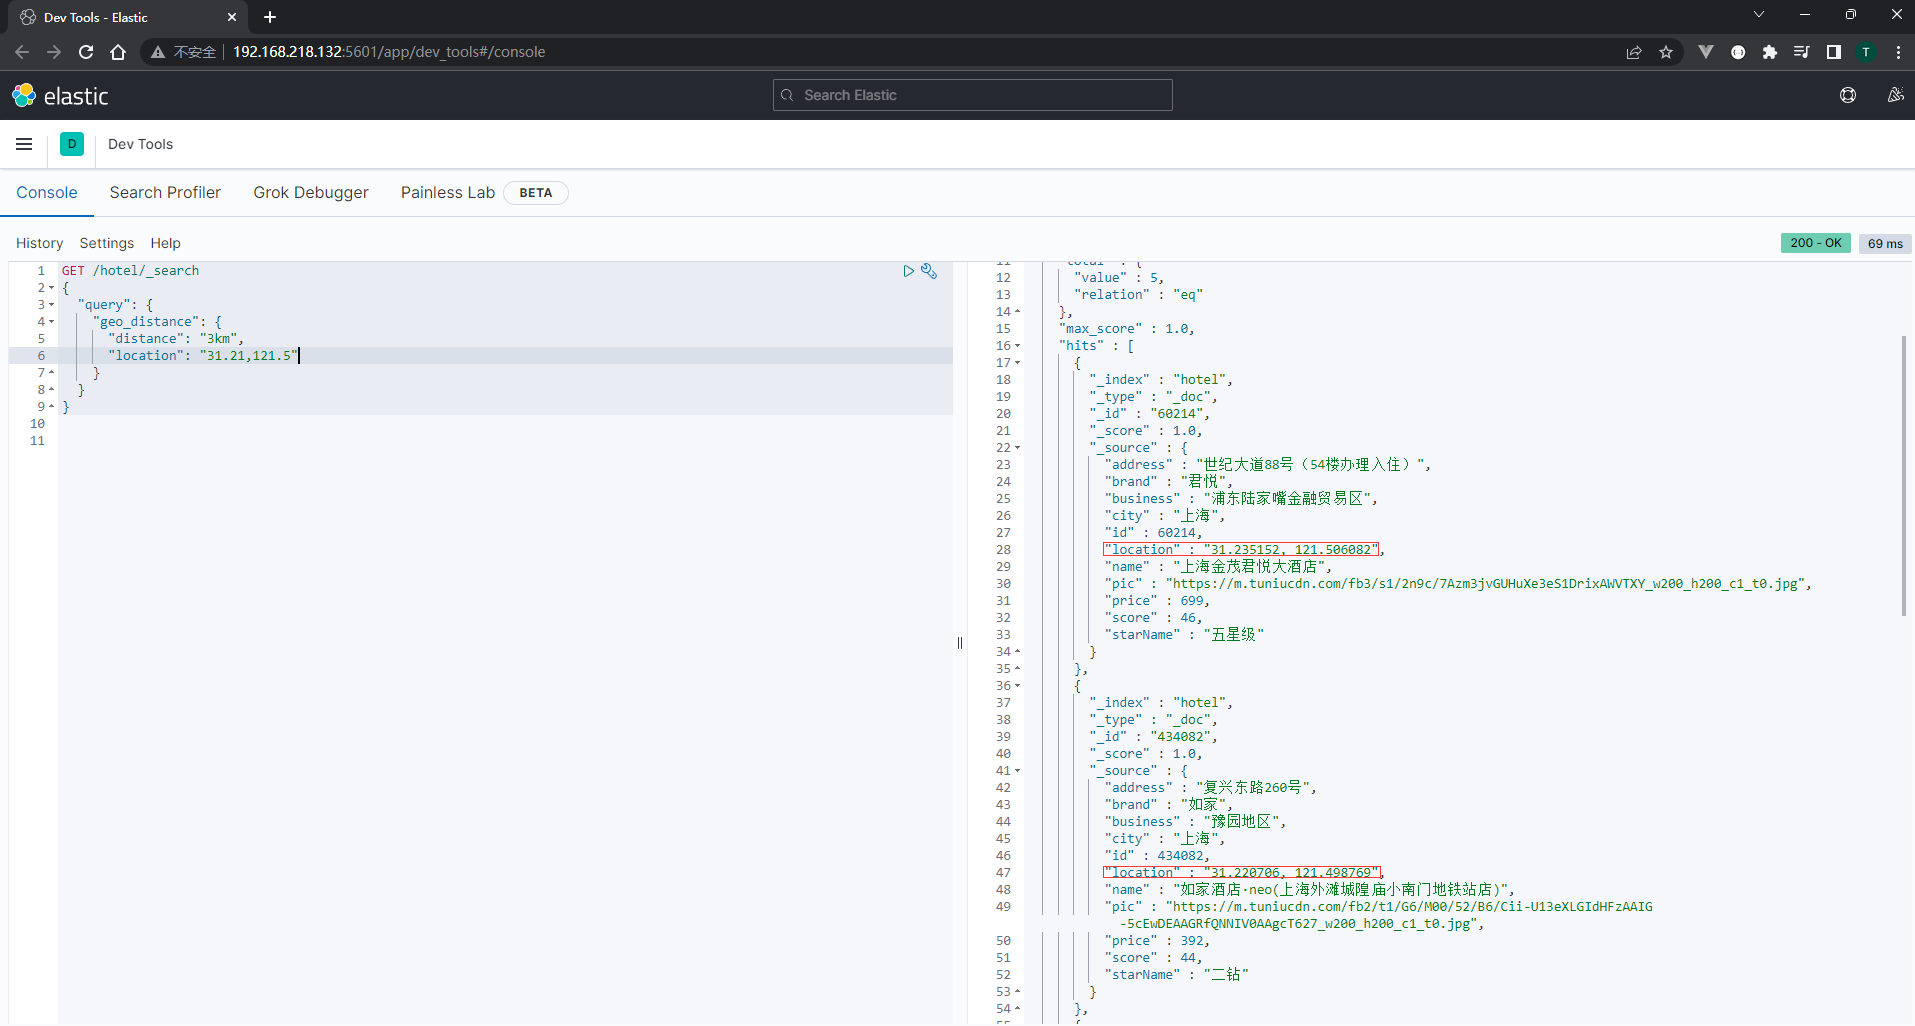 Dev Tools - Elastic
不安全 192.168.218.132:5601/app/dev_tools#/console
T
elastic
Search Elastic
D
Dev Tools
Console Search Profiler Grok Debugger Painless Lab BETA
History Settings Help
200 - OK 69 ms
1 GET /hotel/_search
2 {
3 "query": {
4 "geo_distance": {
5 "distance": "3km",
6 "location": "31.21,121.5"
7 }
8 }
9 }
10
11
11 "total" : {
12 "value" : 5,
13 "relation" : "eq"
14 },
15 "max_score" : 1.0,
16 "hits" : [
17 {
18 "_index" : "hotel",
19 "_type" : "_doc",
20 "_id" : "60214",
21 "_score" : 1.0,
22 "_source" : {
23 "address" : "世纪大道88号（54楼办理入住）",
24 "brand" : "君悦",
25 "business" : "浦东陆家嘴金融贸易区",
26 "city" : "上海",
27 "id" : 60214,
28 "location" : "31.235152, 121.506082",
29 "name" : "上海金茂君悦大酒店",
30 "pic" : "https://m.tuniucdn.com/fb3/s1/2n9c/7Azm3jvGUHuXe3eS1DrixAWVTXY_w200_h200_c1_t0.jpg",
31 "price" : 699,
32 "score" : 46,
33 "starName" : "五星级"
34 }
35 },
36 {
37 "_index" : "hotel",
38 "_type" : "_doc",
39 "_id" : "434082",
40 "_score" : 1.0,
41 "_source" : {
42 "address" : "复兴东路260号",
43 "brand" : "如家",
44 "business" : "豫园地区",
45 "city" : "上海",
46 "id" : 434082,
47 "location" : "31.220706, 121.498769",
48 "name" : "如家酒店·neo(上海外滩城隍庙小南门地铁站店)",
49 "pic" : "https://m.tuniucdn.com/fb2/t1/G6/M00/52/B6/Cii-U13eXLGIdHFzAAIG
-5cEwDEAAGRfQNNIV0AAgcT627_w200_h200_c1_t0.jpg",
50 "price" : 392,
51 "score" : 44,
52 "starName" : "二钻"
53 }
54 },
55 {